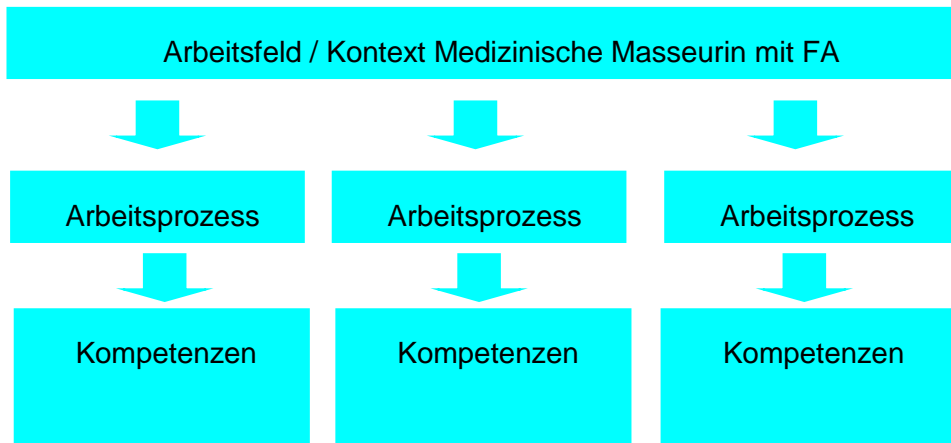 Arbeitsfeld / Kontext Medizinische Masseurin mit FA
Arbeitsprozess Arbeitsprozess Arbeitsprozess
Kompetenzen Kompetenzen Kompetenzen